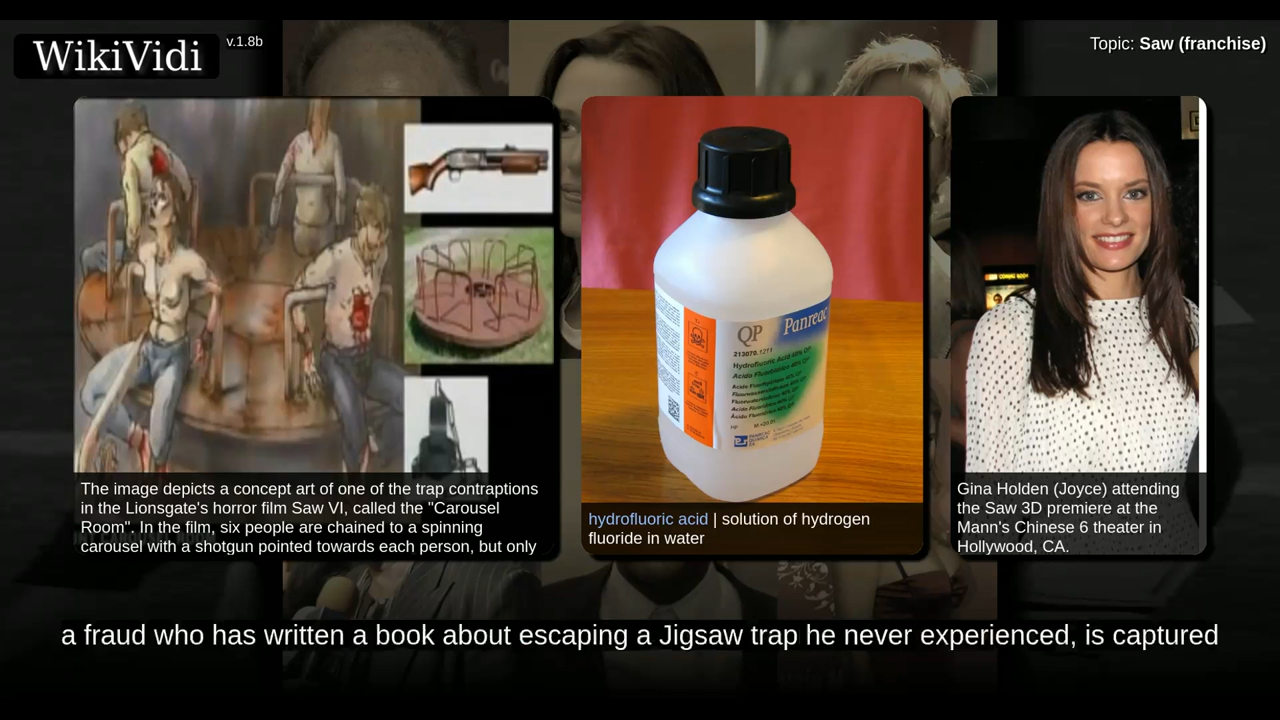 WikiVidi v.1.8b
Topic: Saw (franchise)
The image depicts a concept art of one of the trap contraptions
in the Lionsgate's horror film Saw VI, called the "Carousel
Room". In the film, six people are chained to a spinning
carousel with a shotgun pointed towards each person, but only
QP Panreac
213070.1211
hydrofluoric acid | solution of hydrogen
fluoride in water
Gina Holden (Joyce) attending
the Saw 3D premiere at the
Mann's Chinese 6 theater in
Hollywood, CA.
a fraud who has written a book about escaping a Jigsaw trap he never experienced, is captured